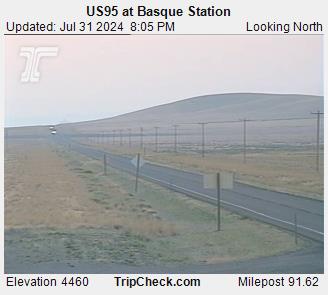 US95 at Basque Station
Updated: Jul 31 2024 8:05 PM Looking North
Elevation 4460 TripCheck.com Milepost 91.62